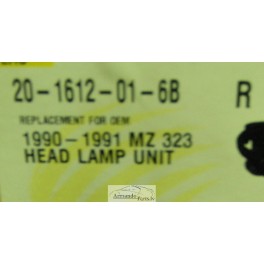 20-1612-01-6B R
REPLACEMENT FOR OEM
1990-1991 MZ 323
HEAD LAMP UNIT